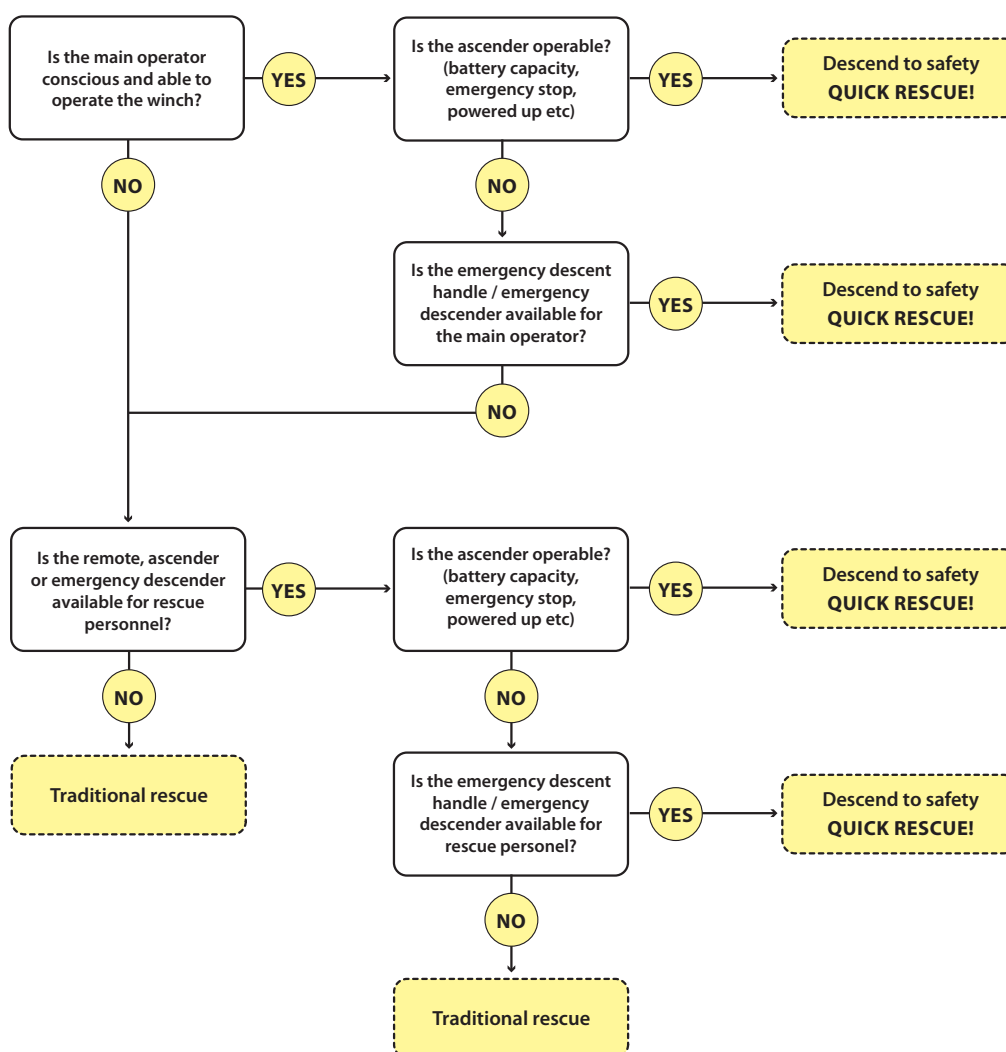 Is the main operator
conscious and able to
operate the winch?
YES
Is the ascender operable?
(battery capacity,
emergency stop,
powered up etc)
YES
Descend to safety
QUICK RESCUE!
NO
NO
Is the emergency descent
handle / emergency
descender available for
the main operator?
YES
Descend to safety
QUICK RESCUE!
NO
Is the remote, ascender
or emergency descender
available for rescue
personnel?
YES
Is the ascender operable?
(battery capacity,
emergency stop,
powered up etc)
YES
Descend to safety
QUICK RESCUE!
NO
NO
Traditional rescue
Is the emergency descent
handle / emergency
descender available for
rescue personel?
YES
Descend to safety
QUICK RESCUE!
NO
Traditional rescue